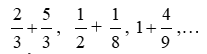 2/3 + 5/3 , 1/2 + 1/8 , 1 + 4/9 ,...